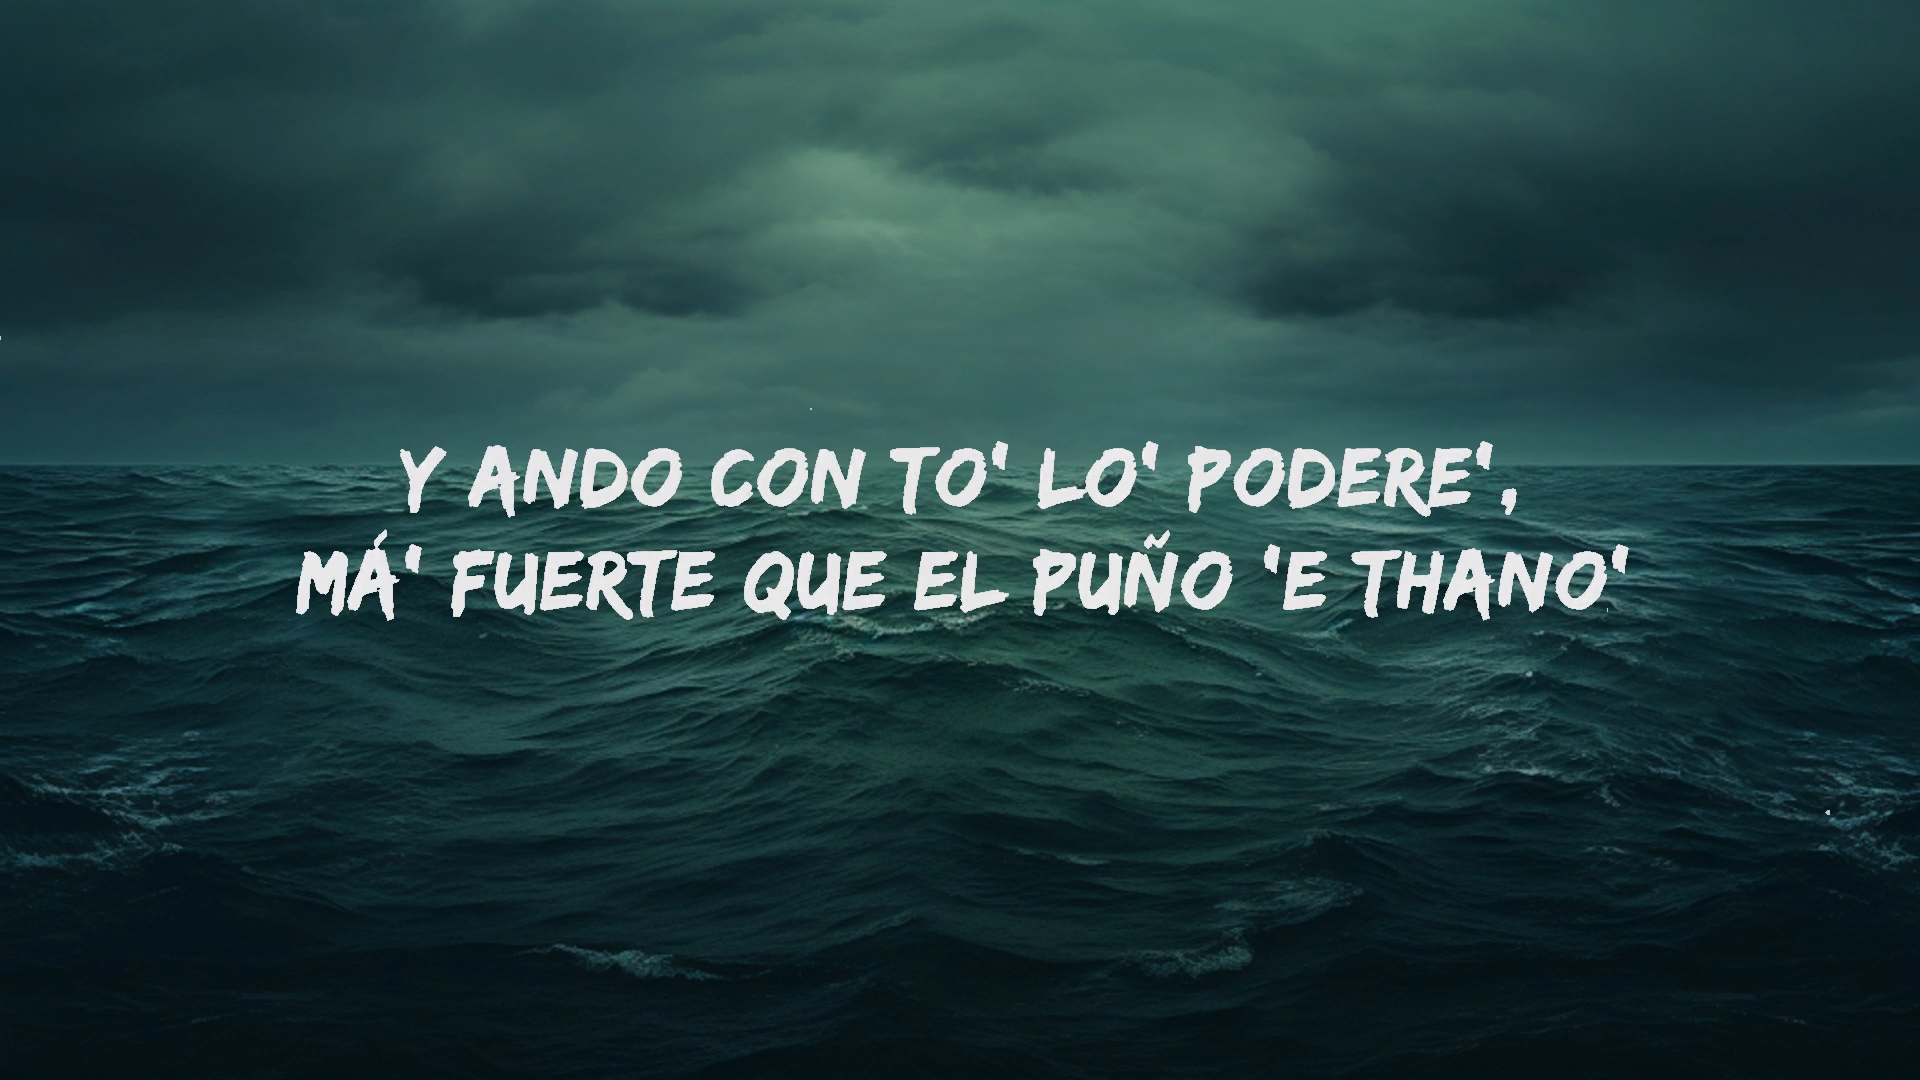 Y ANDO CON TO' LO' PODERE',
MÁ' FUERTE QUE EL PUÑO 'E THANO'